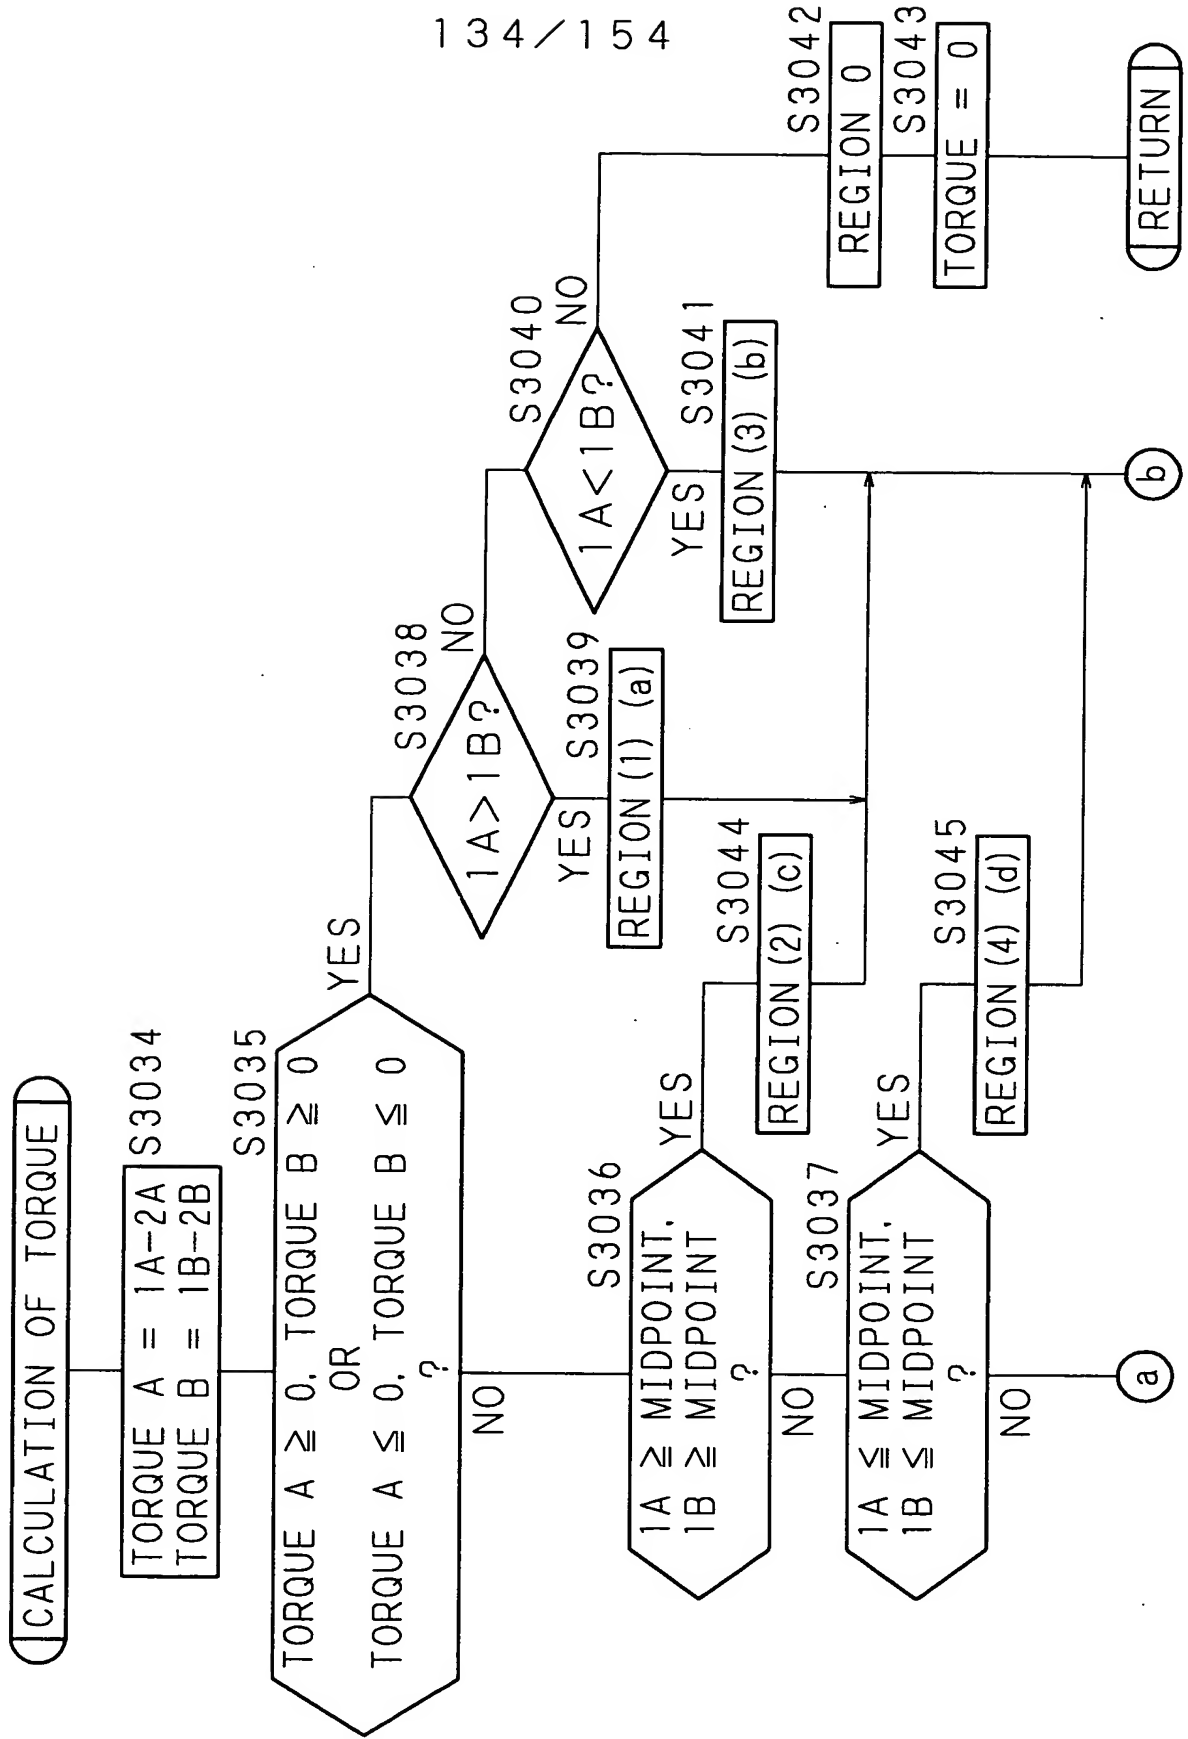 134/154
CALCULATION OF TORQUE
TORQUE A = 1A-2A
TORQUE B = 1B-2B
S3034
S3035
TORQUE A ≧ 0, TORQUE B ≧ 0
OR
TORQUE A ≦ 0, TORQUE B ≦ 0
?
YES
NO
S3038
1A>1B?
NO
YES
S3039
REGION (1) (a)
S3040
1A<1B?
NO
YES
S3041
REGION (3) (b)
S3042
REGION 0
S3043
TORQUE = 0
RETURN
S3036
1A ≧ MIDPOINT,
1B ≧ MIDPOINT
?
YES
NO
S3044
REGION (2) (c)
S3037
1A ≦ MIDPOINT,
1B ≦ MIDPOINT
?
YES
NO
S3045
REGION (4) (d)
a
b